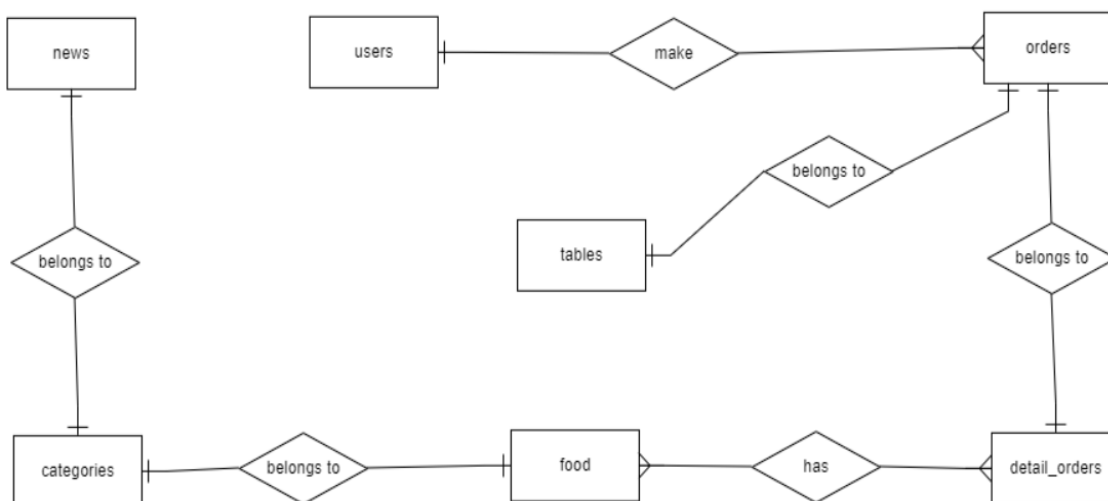 news
users
make
orders
belongs to
tables
belongs to
belongs to
categories
belongs to
food
has
detail_orders